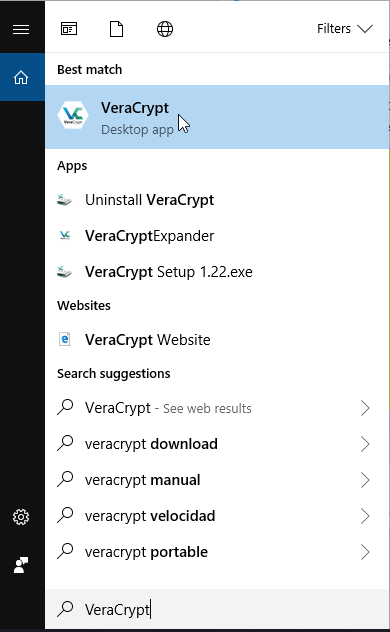 Filters
Best match
VeraCrypt
Desktop app
Apps
Uninstall VeraCrypt
VeraCryptExpander
VeraCrypt Setup 1.22.exe
Websites
VeraCrypt Website
Search suggestions
VeraCrypt - See web results
veracrypt download
veracrypt manual
veracrypt velocidad
veracrypt portable
VeraCrypt